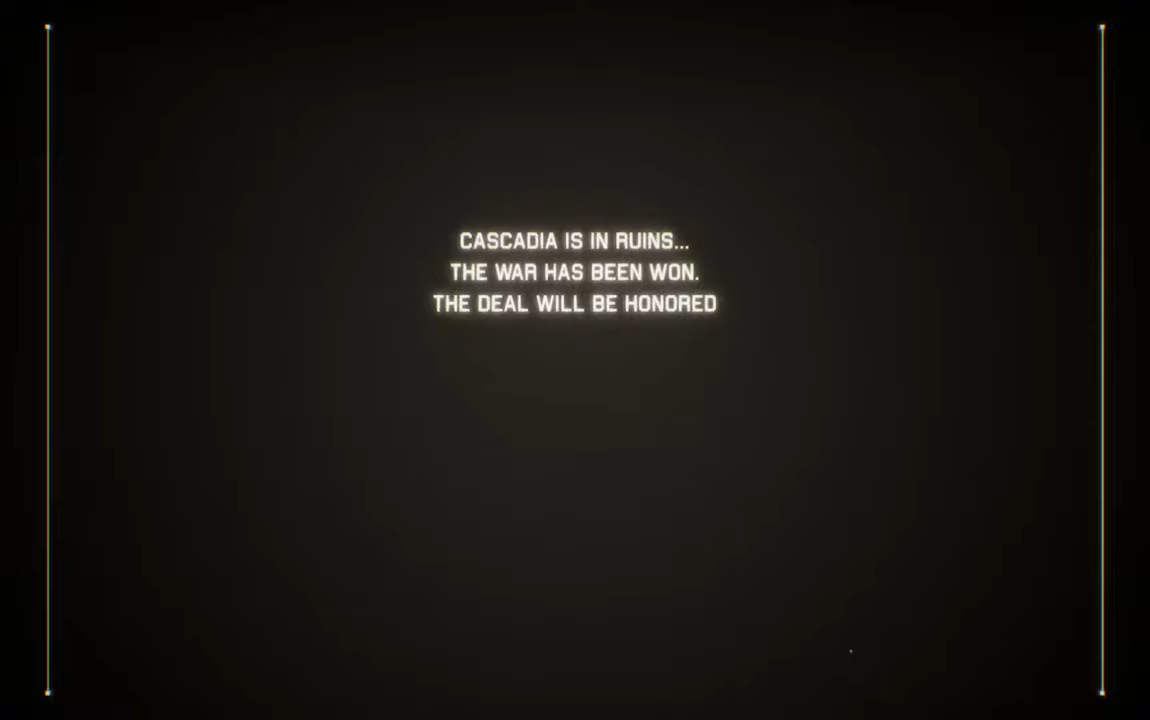 CASCADIA IS IN RUINS...
THE WAR HAS BEEN WON.
THE DEAL WILL BE HONORED